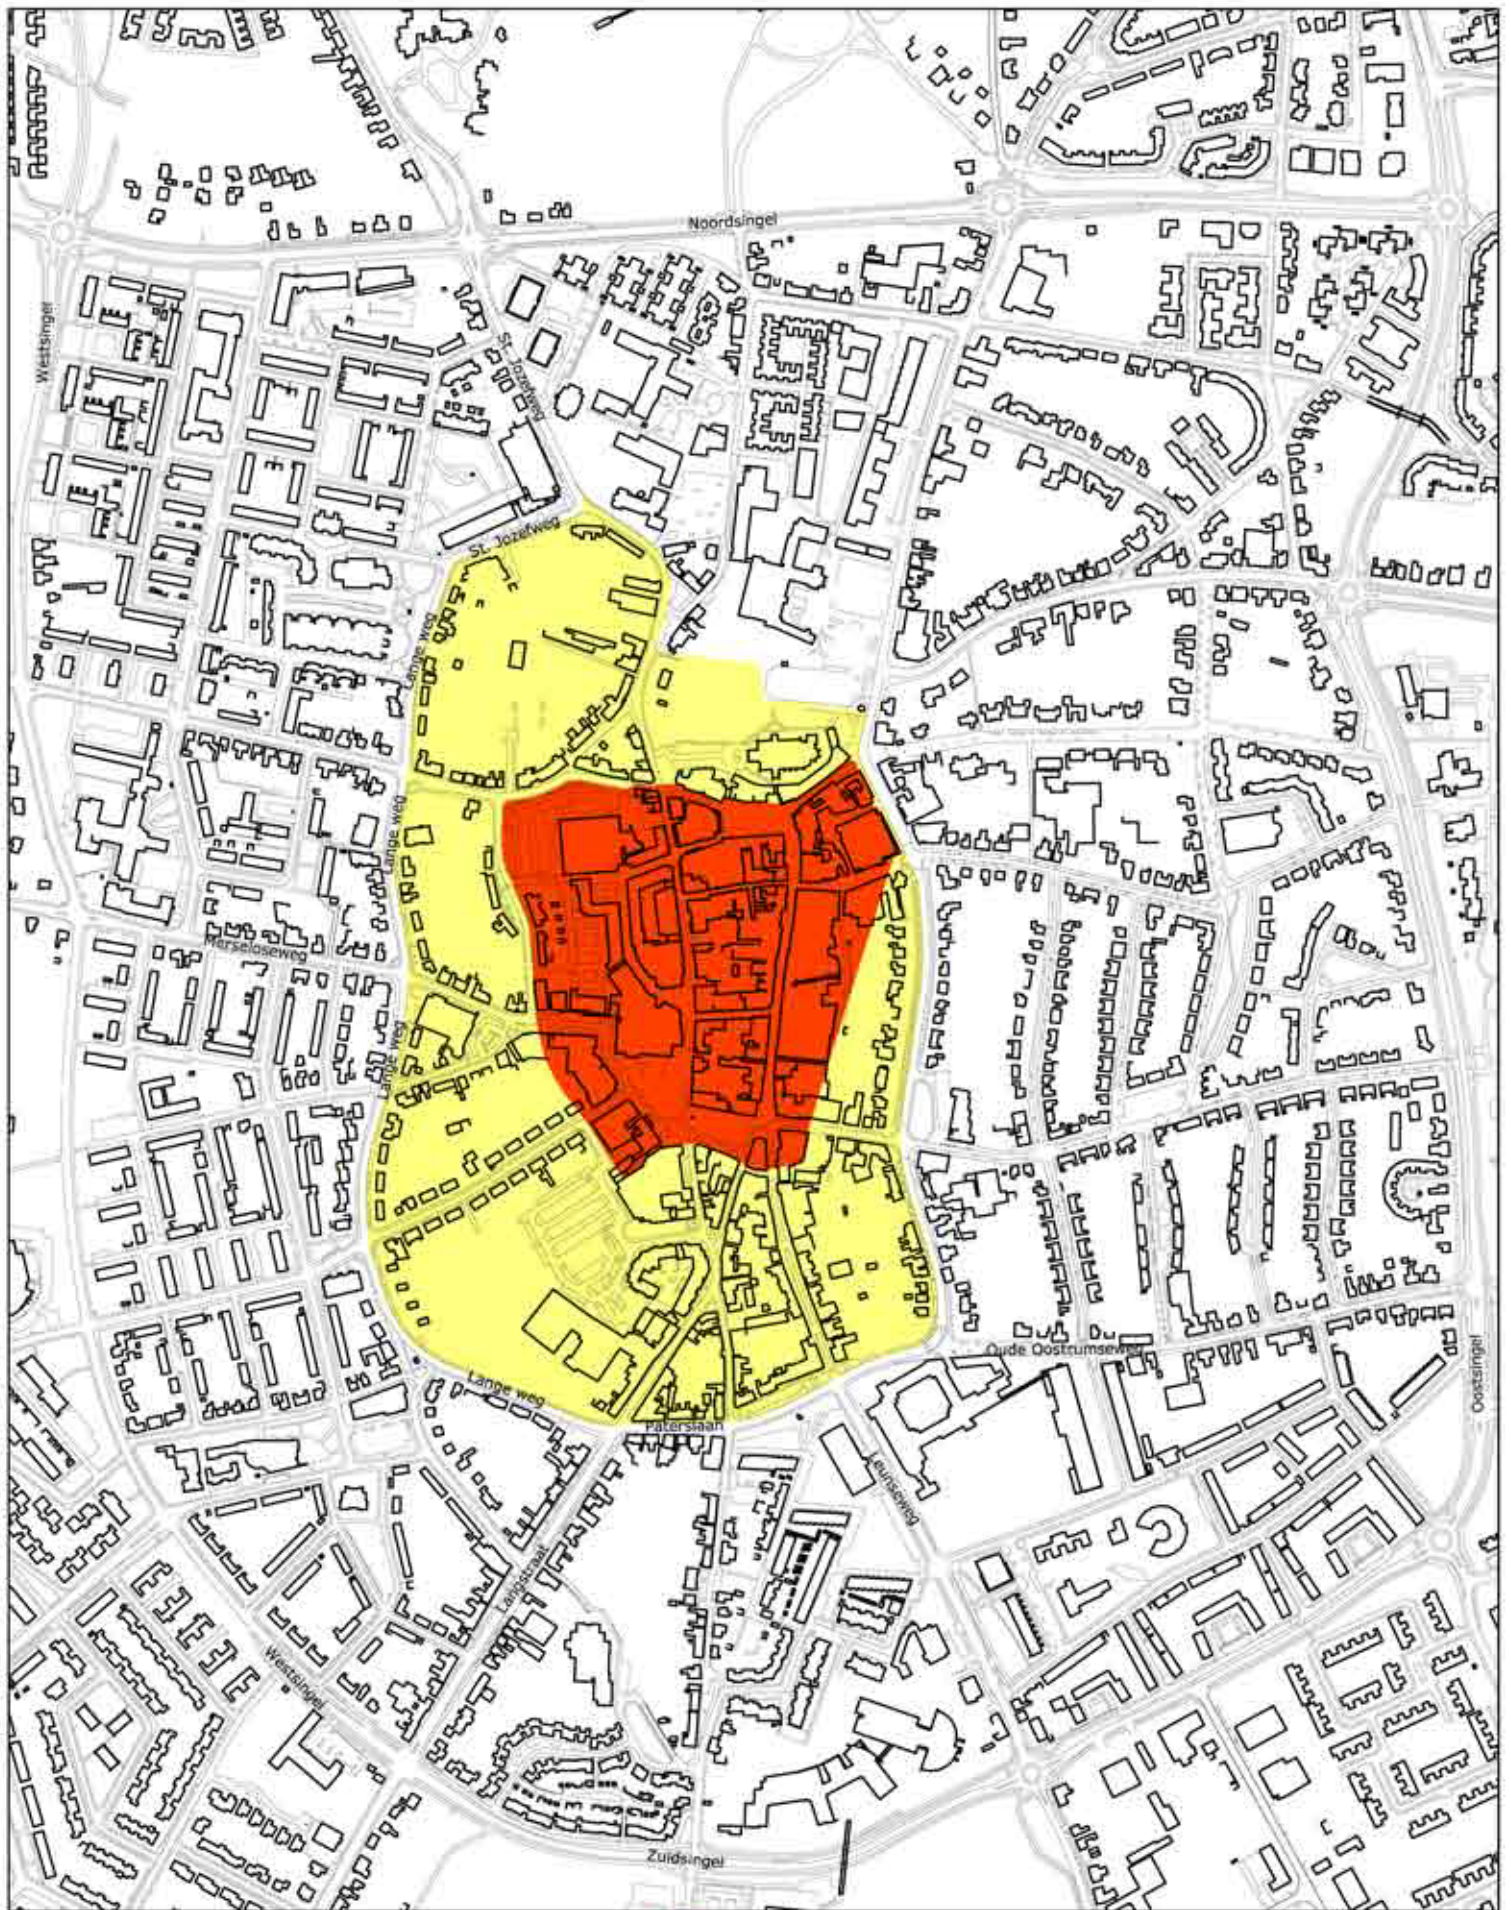 Noordsingel
Westsingel
St. Jozefweg
St. Jozefweg
Lange weg
Lange weg
Merseloseweg
Lange weg
Oude Oostrumseweg
Oostsingel
Lange weg
Paterslaan
Leunseweg
Langstraat
Westsingel
Zuidsingel